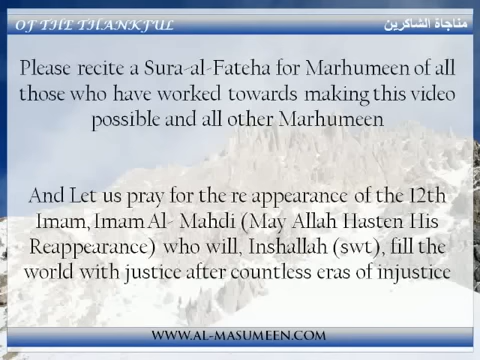 OF THE THANKFUL مناجاة الشاكرين
Please recite a Sura-al-Fateha for Marhumeen of all
those who have worked towards making this video
possible and all other Marhumeen
And Let us pray for the re appearance of the 12th
Imam, Imam Al- Mahdi (May Allah Hasten His
Reappearance) who will, Inshallah (swt), fill the
world with justice after countless eras of injustice
WWW.AL-MASUMEEN.COM